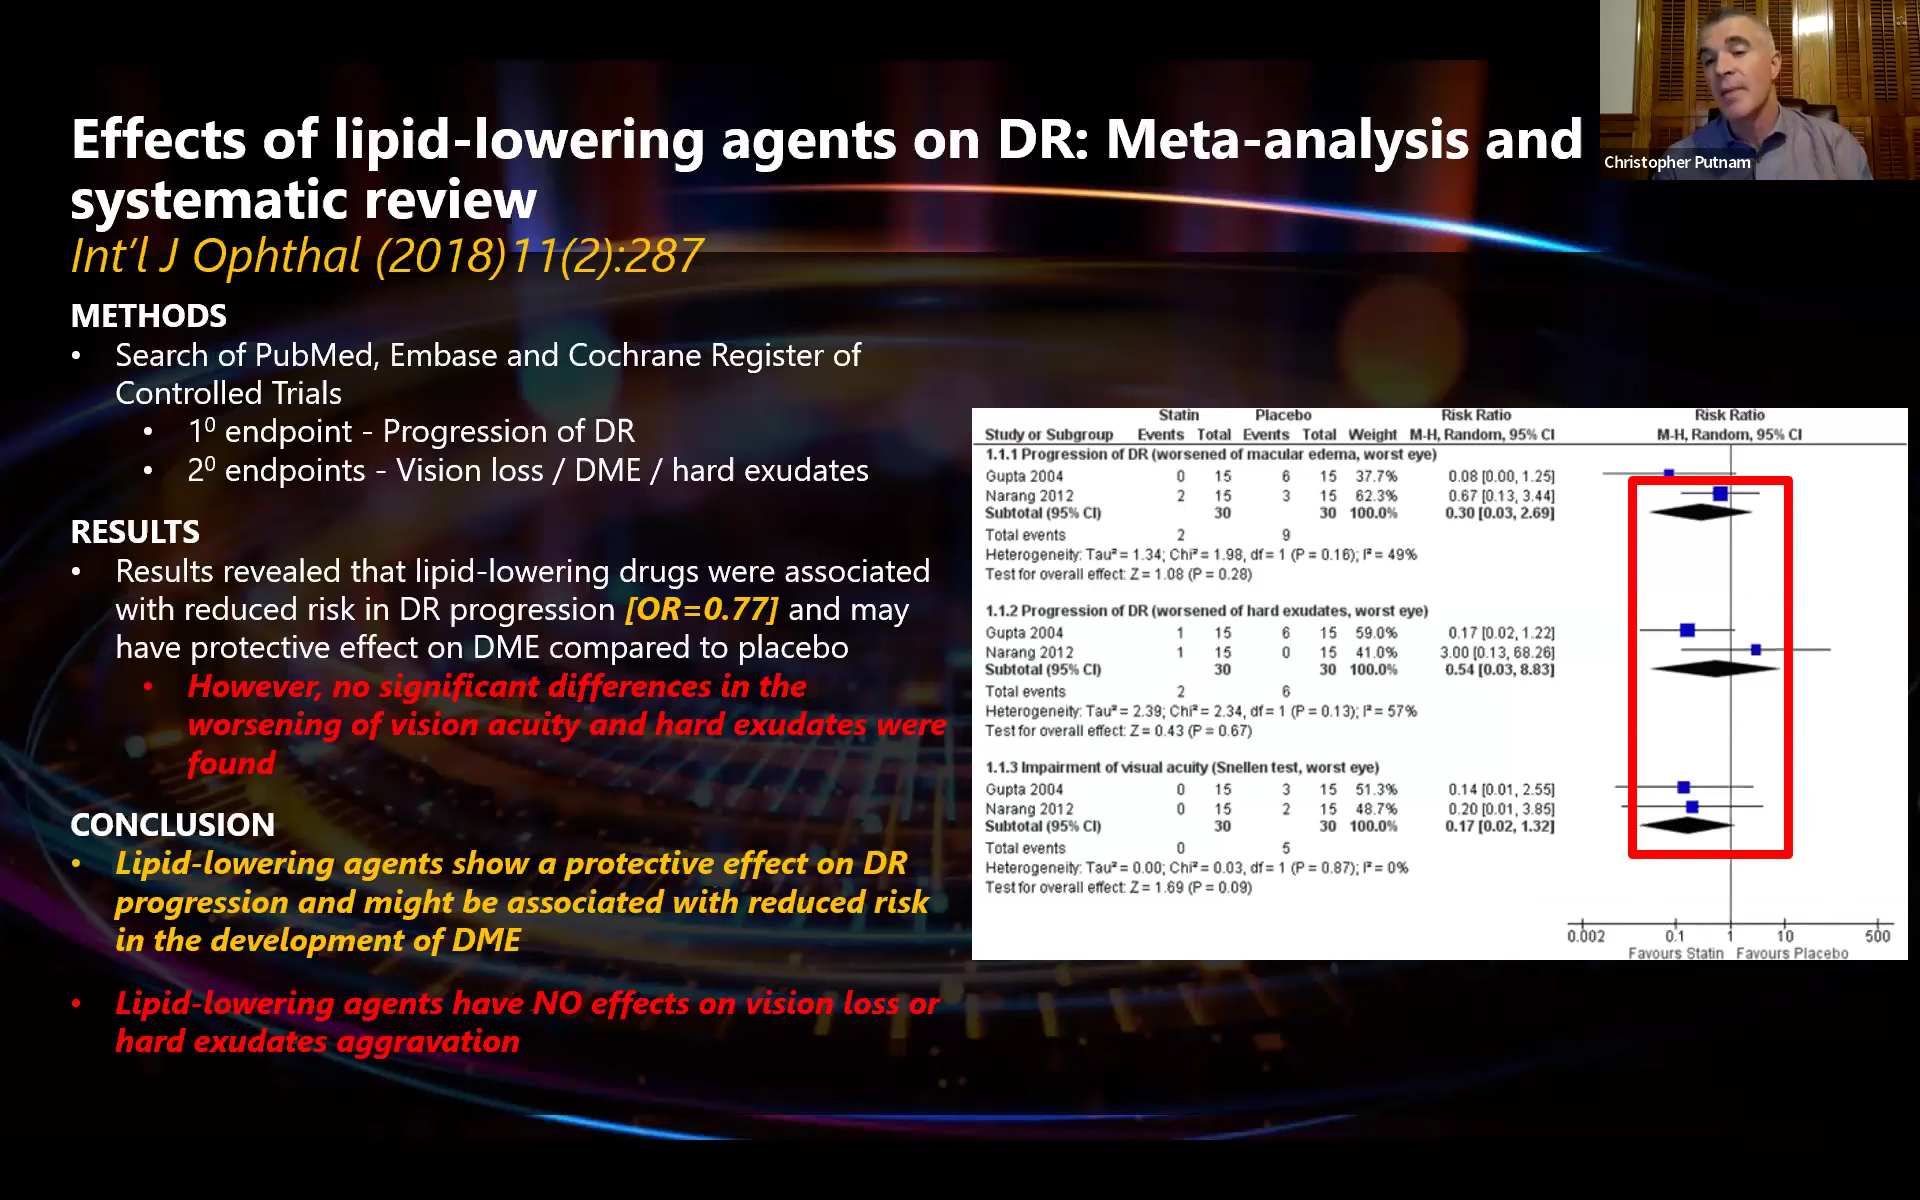 Effects of lipid-lowering agents on DR: Meta-analysis and
systematic review
Int'l J Ophthal (2018)11(2):287
METHODS
• Search of PubMed, Embase and Cochrane Register of
Controlled Trials
• 1⁰ endpoint - Progression of DR
• 2⁰ endpoints - Vision loss / DME / hard exudates
RESULTS
• Results revealed that lipid-lowering drugs were associated
with reduced risk in DR progression [OR=0.77] and may
have protective effect on DME compared to placebo
• However, no significant differences in the
worsening of vision acuity and hard exudates were
found
CONCLUSION
• Lipid-lowering agents show a protective effect on DR
progression and might be associated with reduced risk
in the development of DME
• Lipid-lowering agents have NO effects on vision loss or
hard exudates aggravation
Christopher Putnam
Statin Placebo Risk Ratio Risk Ratio
Study or Subgroup Events Total Events Total Weight M-H, Random, 95% CI M-H, Random, 95% CI
1.1.1 Progression of DR (worsened of macular edema, worst eye)
Gupta 2004 0 15 6 15 37.7% 0.08 [0.00, 1.25]
Narang 2012 2 15 3 15 62.3% 0.67 [0.13, 3.44]
Subtotal (95% CI) 30 30 100.0% 0.30 [0.03, 2.69]
Total events 2 9
Heterogeneity: Tau² = 1.34; Chi² = 1.98, df = 1 (P = 0.16); I² = 49%
Test for overall effect: Z = 1.08 (P = 0.28)
1.1.2 Progression of DR (worsened of hard exudates, worst eye)
Gupta 2004 1 15 6 15 59.0% 0.17 [0.02, 1.22]
Narang 2012 1 15 0 15 41.0% 3.00 [0.13, 68.26]
Subtotal (95% CI) 30 30 100.0% 0.54 [0.03, 8.83]
Total events 2 6
Heterogeneity: Tau² = 2.39; Chi² = 2.34, df = 1 (P = 0.13); I² = 57%
Test for overall effect: Z = 0.43 (P = 0.67)
1.1.3 Impairment of visual acuity (Snellen test, worst eye)
Gupta 2004 0 15 3 15 51.3% 0.14 [0.01, 2.55]
Narang 2012 0 15 2 15 48.7% 0.20 [0.01, 3.85]
Subtotal (95% CI) 30 30 100.0% 0.17 [0.02, 1.32]
Total events 0 5
Heterogeneity: Tau² = 0.00; Chi² = 0.03, df = 1 (P = 0.87); I² = 0%
Test for overall effect: Z = 1.69 (P = 0.09)
0.002 0.1 1 10 500
Favours Statin Favours Placebo